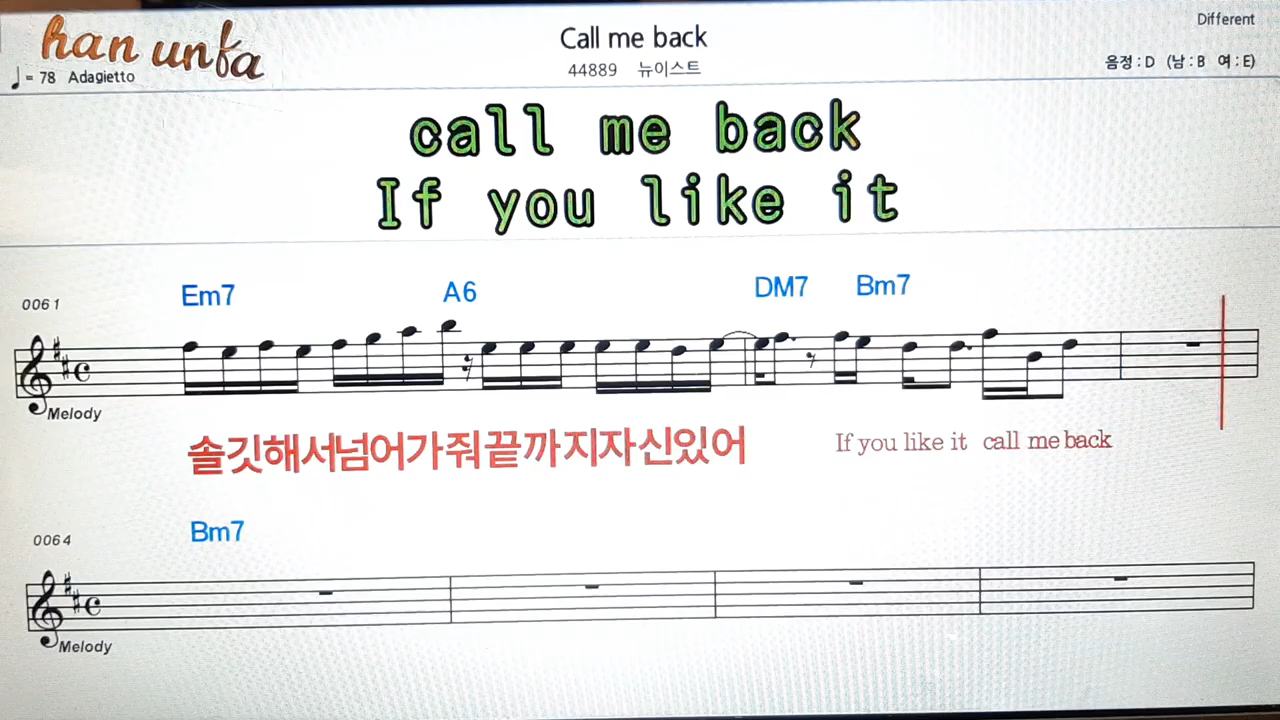 han unfa
Different
Call me back
♩ = 78 Adagietto
44889 뉴이스트
음정 : D (남 : B 여 : E)
call me back
If you like it
0061
Em7 A6 DM7 Bm7
Melody
솔깃해서넘어가줘끝까지자신있어 If you like it call me back
0064
Bm7
Melody